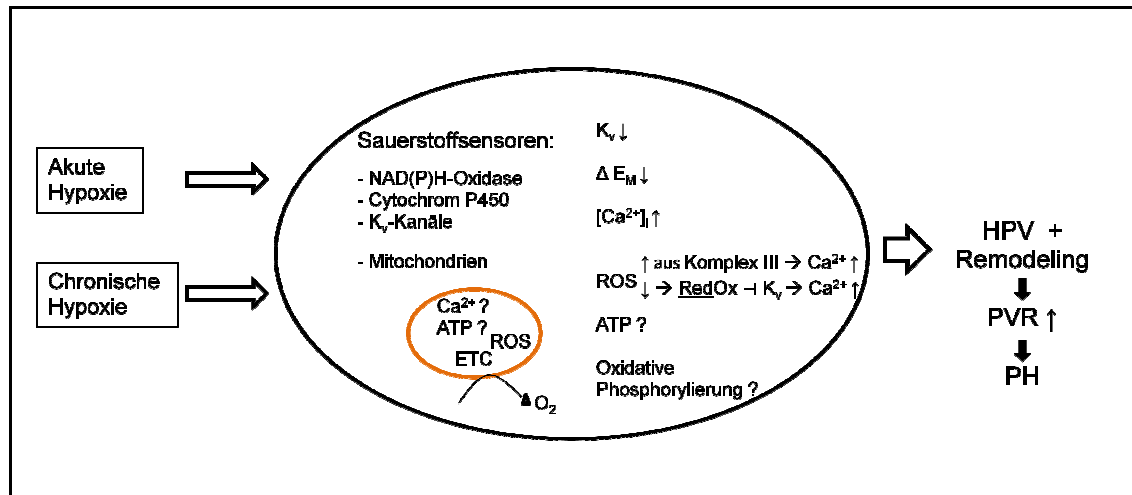 Akute
Hypoxie
Chronische
Hypoxie
Sauerstoffsensoren:
- NAD(P)H-Oxidase
- Cytochrom P450
- Kᵥ-Kanäle
- Mitochondrien
Ca²⁺ ?
ATP ?
ROS
ETC
▲O₂
Kᵥ ↓
Δ E_M ↓
[Ca²⁺]ᵢ ↑
ROS ↑ aus Komplex III → Ca²⁺ ↑
↓ → RedOx ⊣ Kᵥ → Ca²⁺ ↑
ATP ?
Oxidative
Phosphorylierung ?
HPV +
Remodeling
PVR ↑
PH